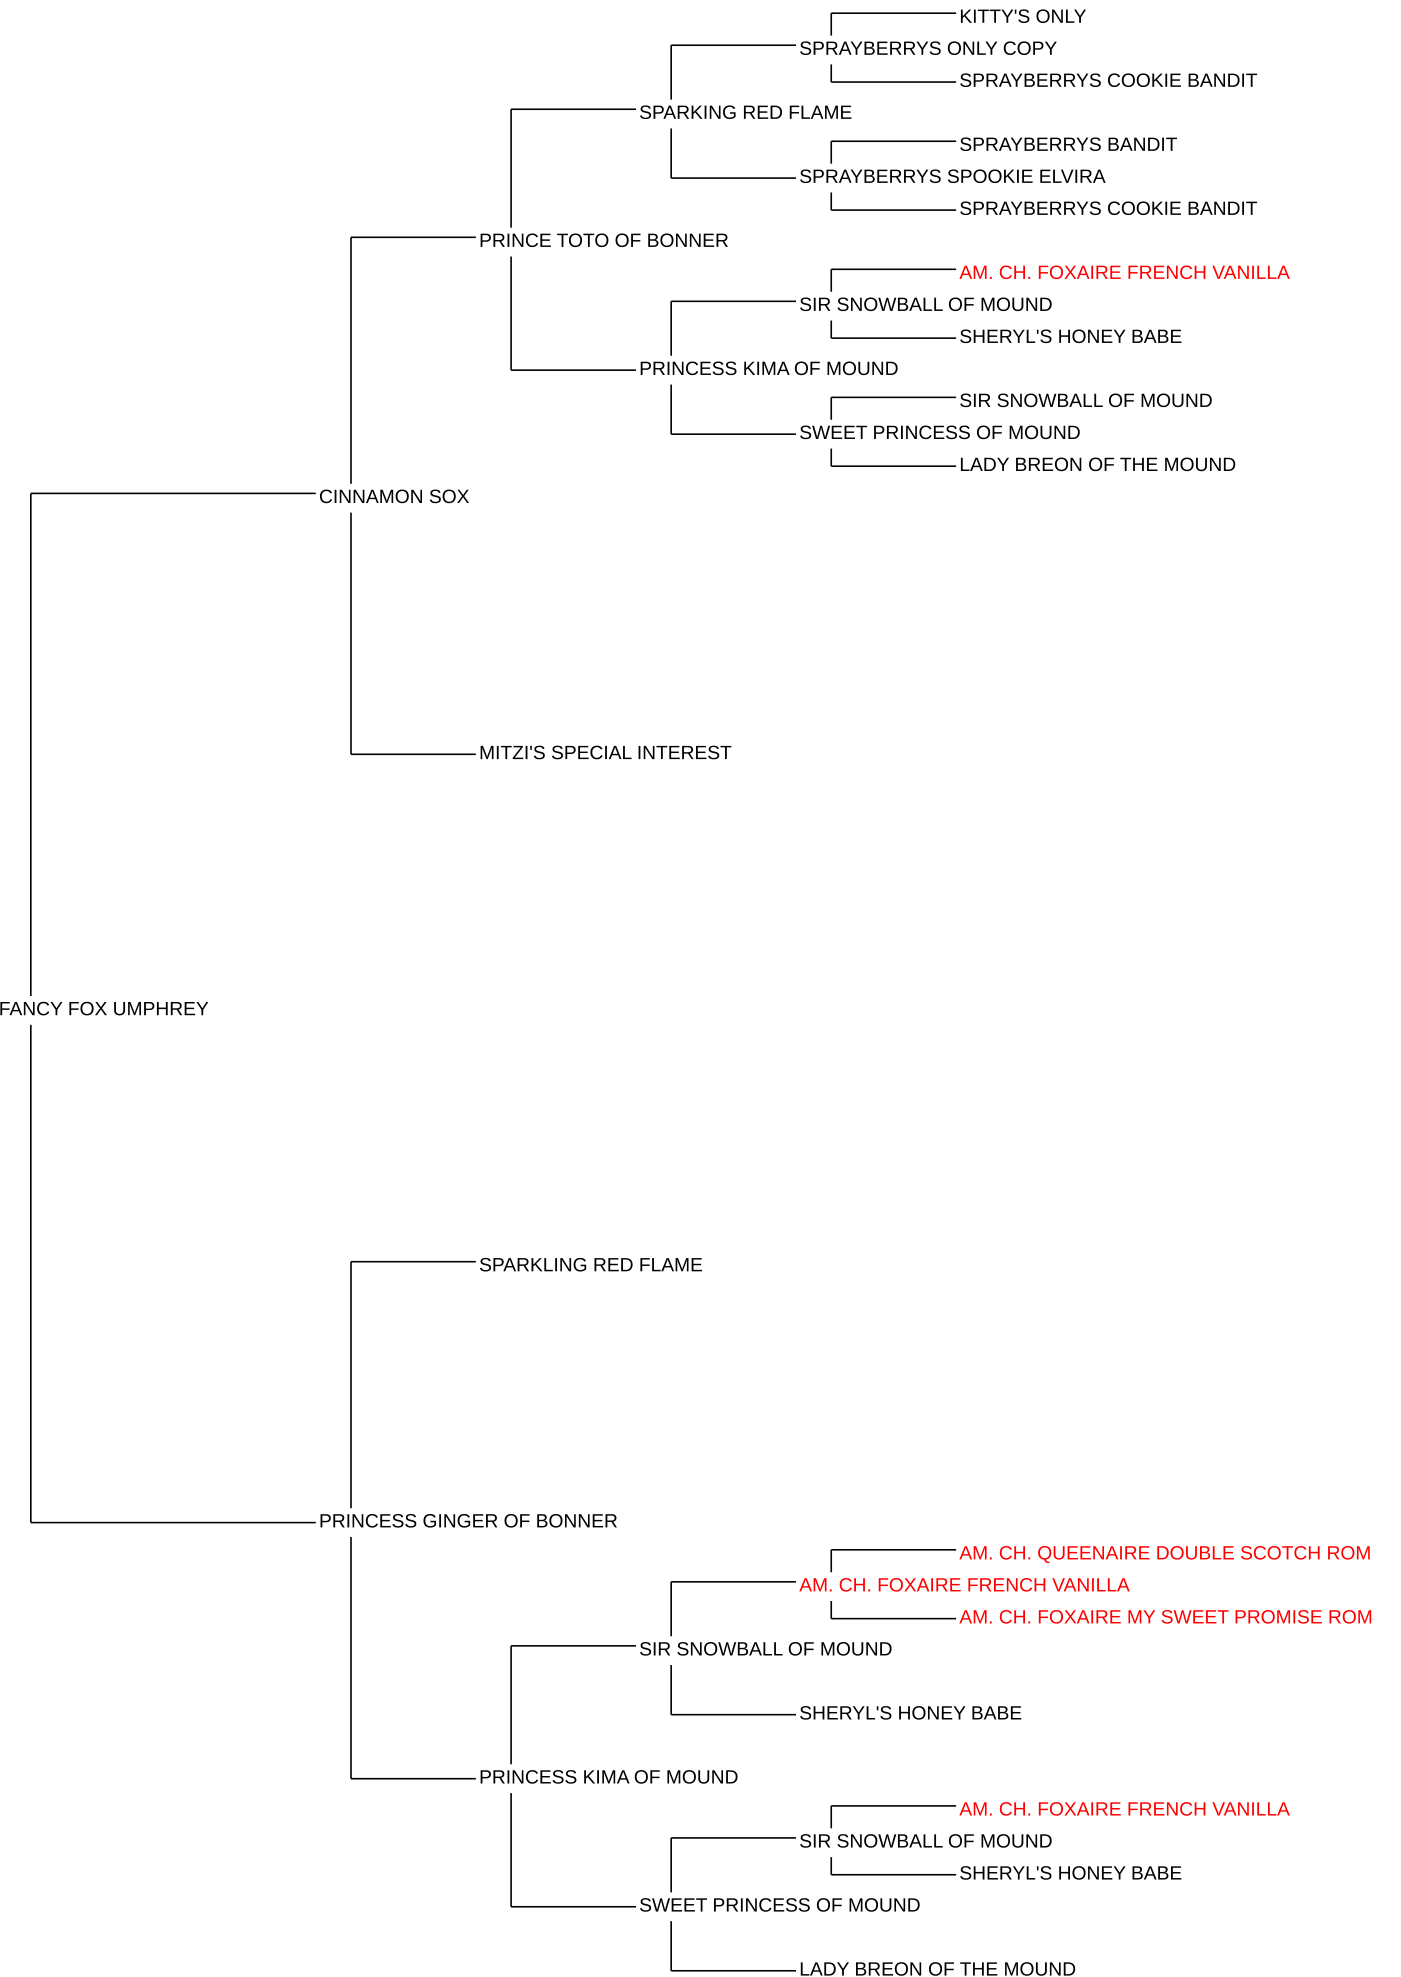 KITTY'S ONLY
SPRAYBERRYS ONLY COPY
SPRAYBERRYS COOKIE BANDIT
SPARKING RED FLAME
SPRAYBERRYS BANDIT
SPRAYBERRYS SPOOKIE ELVIRA
SPRAYBERRYS COOKIE BANDIT
PRINCE TOTO OF BONNER
AM. CH. FOXAIRE FRENCH VANILLA
SIR SNOWBALL OF MOUND
SHERYL'S HONEY BABE
PRINCESS KIMA OF MOUND
SIR SNOWBALL OF MOUND
SWEET PRINCESS OF MOUND
LADY BREON OF THE MOUND
CINNAMON SOX
MITZI'S SPECIAL INTEREST
FANCY FOX UMPHREY
SPARKLING RED FLAME
PRINCESS GINGER OF BONNER
AM. CH. QUEENAIRE DOUBLE SCOTCH ROM
AM. CH. FOXAIRE FRENCH VANILLA
AM. CH. FOXAIRE MY SWEET PROMISE ROM
SIR SNOWBALL OF MOUND
SHERYL'S HONEY BABE
PRINCESS KIMA OF MOUND
AM. CH. FOXAIRE FRENCH VANILLA
SIR SNOWBALL OF MOUND
SHERYL'S HONEY BABE
SWEET PRINCESS OF MOUND
LADY BREON OF THE MOUND